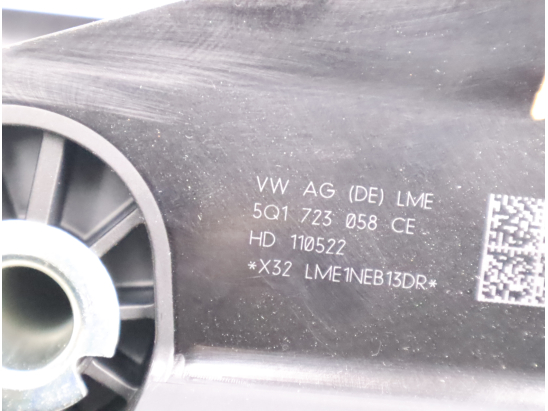 VW AG (DE) LME
5Q1 723 058 CE
HD 110522
*X32 LME1NEB13DR*